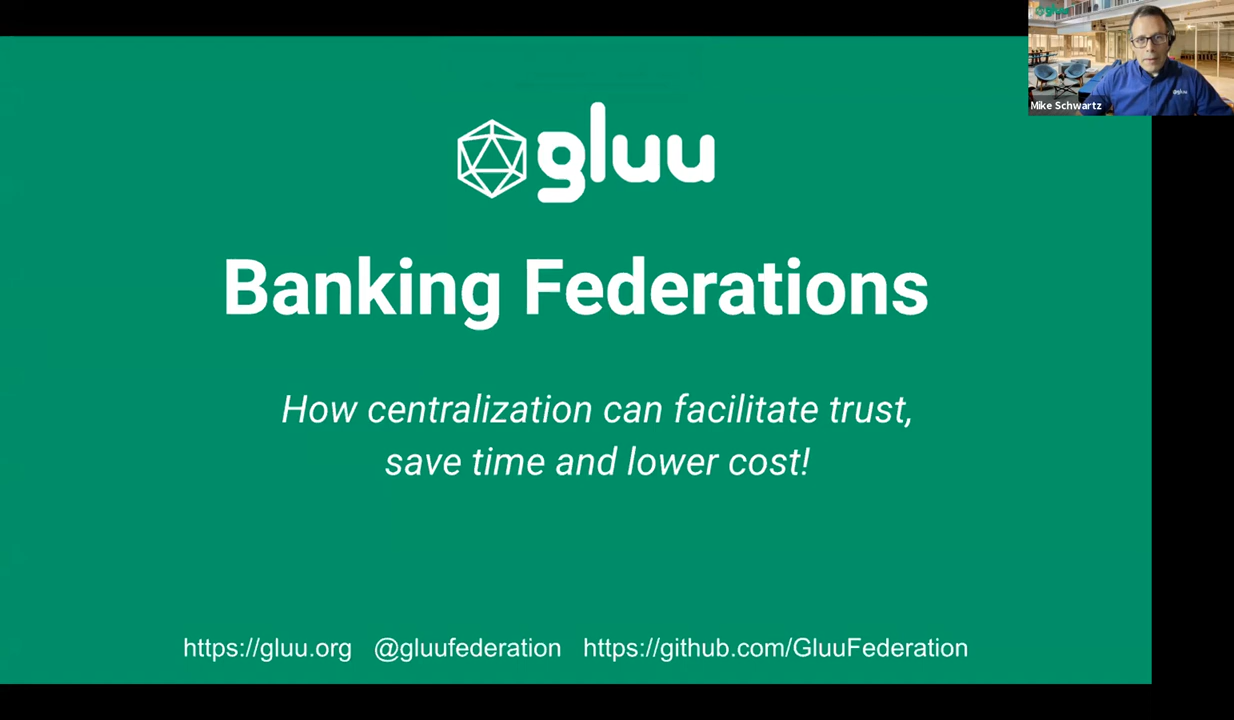 gluu
Mike Schwartz
gluu
Banking Federations
How centralization can facilitate trust,
save time and lower cost!
https://gluu.org @gluufederation https://github.com/GluuFederation